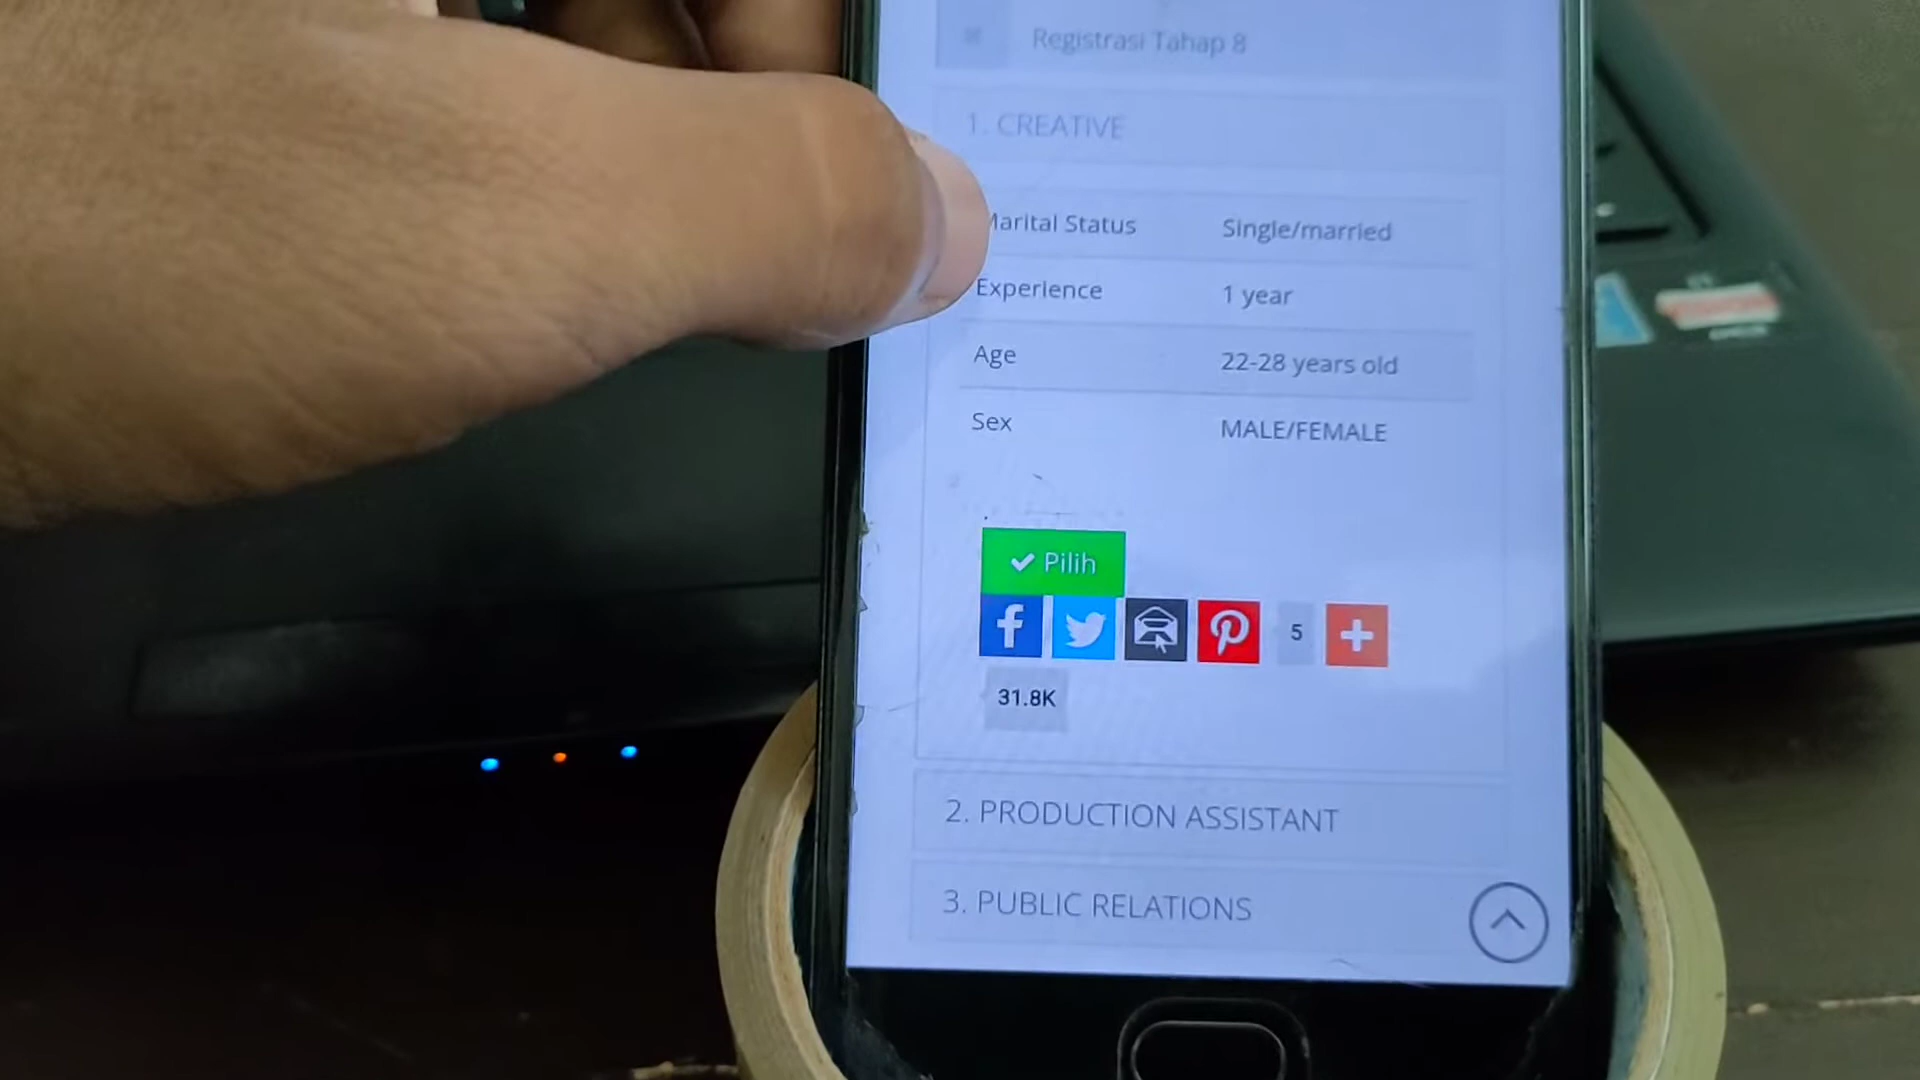 Registrasi Tahap 8
1. CREATIVE
Marital Status Single/married
Experience 1 year
Age 22-28 years old
Sex MALE/FEMALE
Pilih
5
31.8K
2. PRODUCTION ASSISTANT
3. PUBLIC RELATIONS